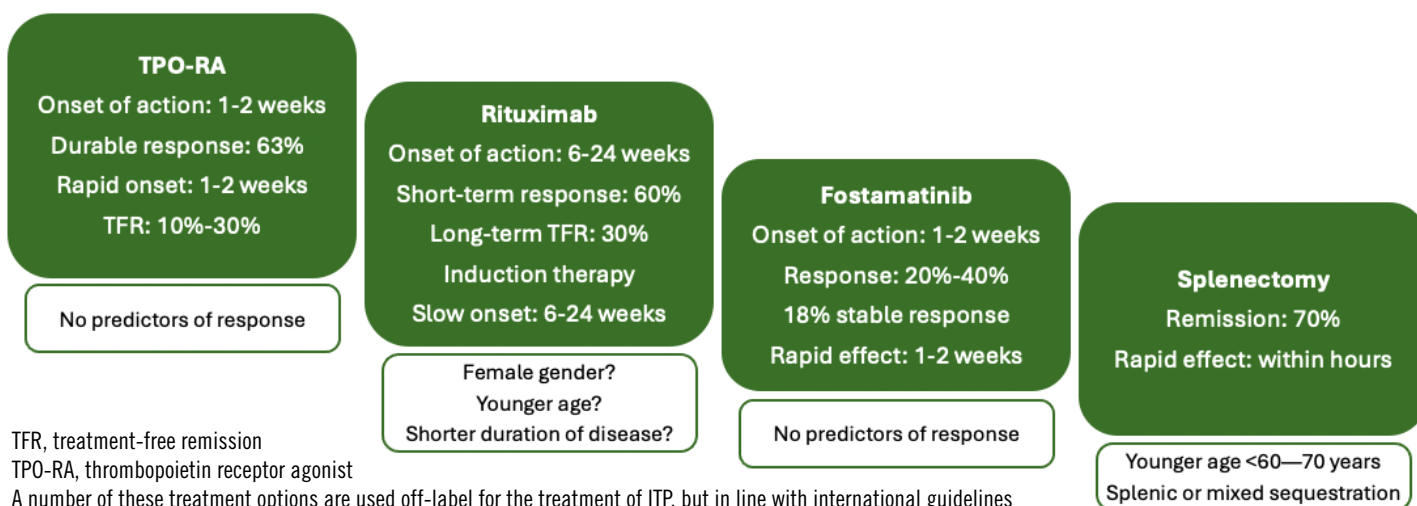 TPO-RA
Onset of action: 1-2 weeks
Durable response: 63%
Rapid onset: 1-2 weeks
TFR: 10%-30%
No predictors of response
Rituximab
Onset of action: 6-24 weeks
Short-term response: 60%
Long-term TFR: 30%
Induction therapy
Slow onset: 6-24 weeks
Female gender?
Younger age?
Shorter duration of disease?
Fostamatinib
Onset of action: 1-2 weeks
Response: 20%-40%
18% stable response
Rapid effect: 1-2 weeks
No predictors of response
Splenectomy
Remission: 70%
Rapid effect: within hours
Younger age <60—70 years
Splenic or mixed sequestration
TFR, treatment-free remission
TPO-RA, thrombopoietin receptor agonist
A number of these treatment options are used off-label for the treatment of ITP, but in line with international guidelines